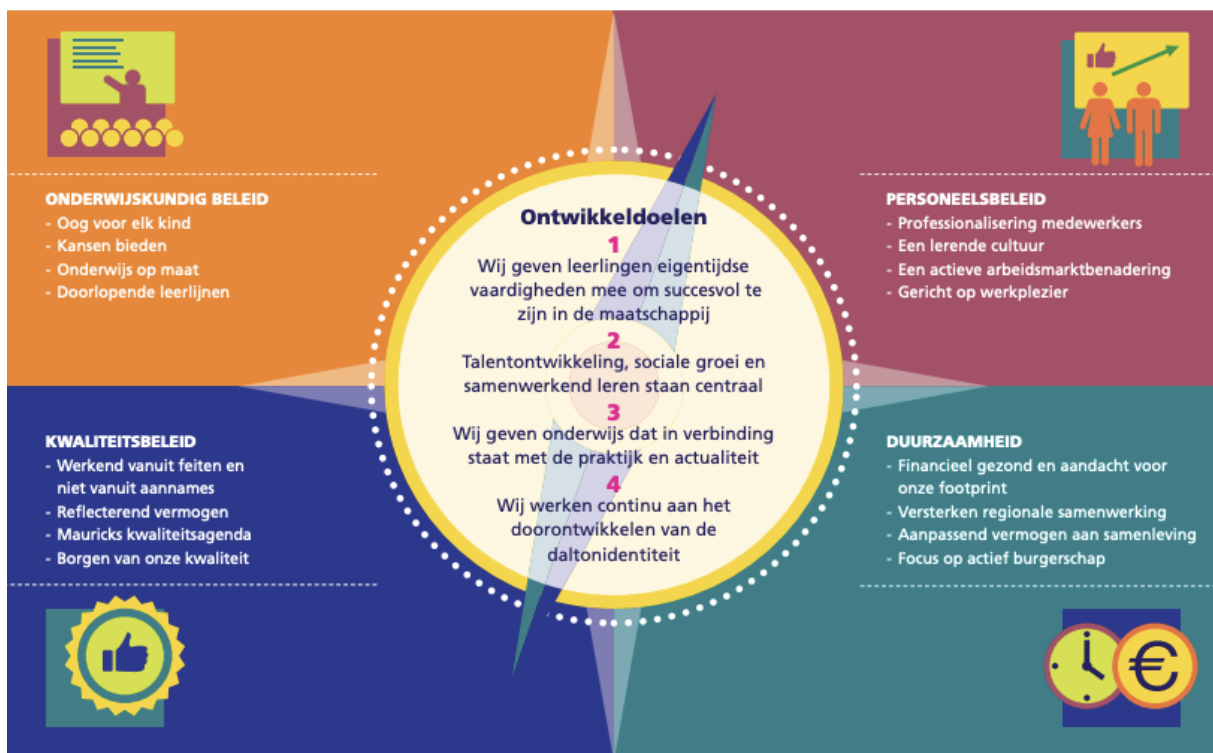 ONDERWIJSKUNDIG BELEID
- Oog voor elk kind
- Kansen bieden
- Onderwijs op maat
- Doorlopende leerlijnen
PERSONEELSBELEID
- Professionalisering medewerkers
- Een lerende cultuur
- Een actieve arbeidsmarktbenadering
- Gericht op werkplezier
Ontwikkeldoelen
1
Wij geven leerlingen eigentijdse
vaardigheden mee om succesvol te
zijn in de maatschappij
2
Talentontwikkeling, sociale groei en
samenwerkend leren staan centraal
3
Wij geven onderwijs dat in verbinding
staat met de praktijk en actualiteit
4
Wij werken continu aan het
doorontwikkelen van de
daltonidentiteit
KWALITEITSBELEID
- Werkend vanuit feiten en
niet vanuit aannames
- Reflecterend vermogen
- Mauricks kwaliteitsagenda
- Borgen van onze kwaliteit
DUURZAAMHEID
- Financieel gezond en aandacht voor
onze footprint
- Versterken regionale samenwerking
- Aanpassend vermogen aan samenleving
- Focus op actief burgerschap
€